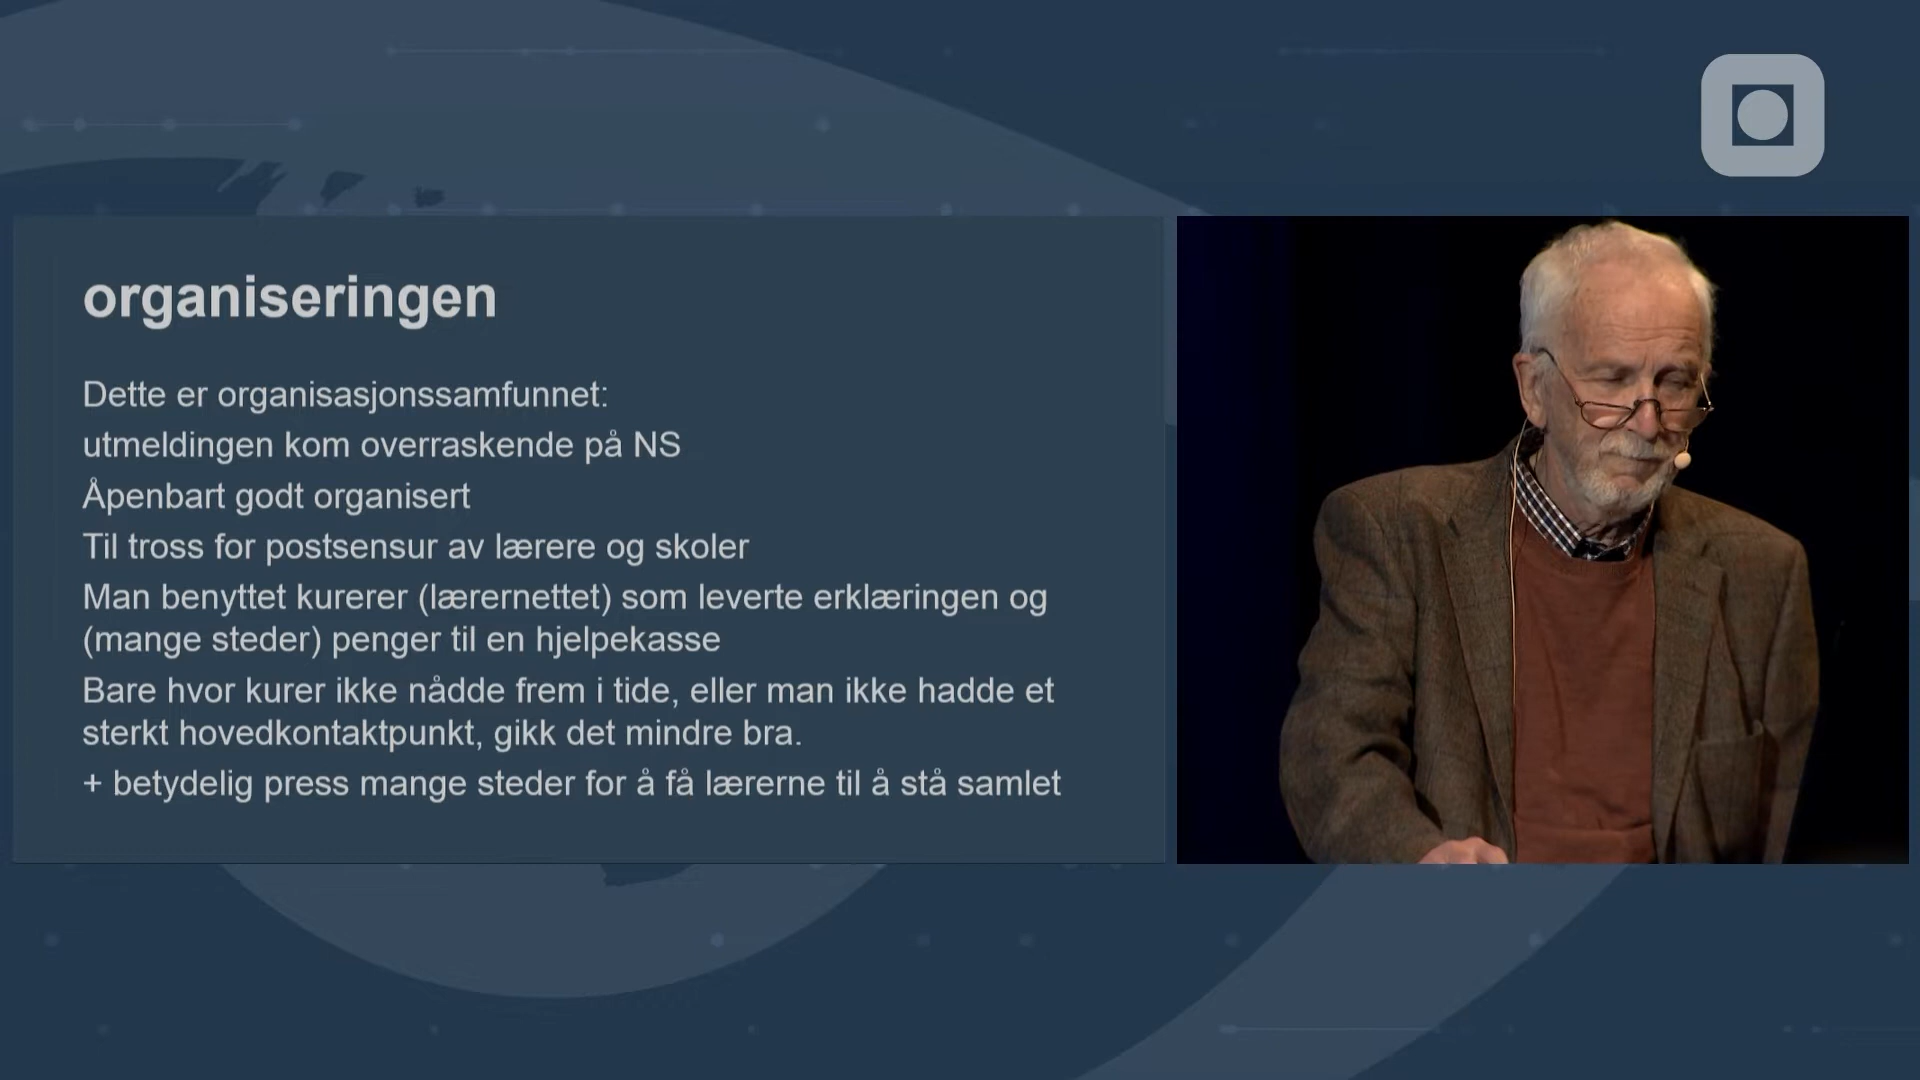 organiseringen
Dette er organisasjonssamfunnet:
utmeldingen kom overraskende på NS
Åpenbart godt organisert
Til tross for postsensur av lærere og skoler
Man benyttet kurerer (lærernettet) som leverte erklæringen og
(mange steder) penger til en hjelpekasse
Bare hvor kurer ikke nådde frem i tide, eller man ikke hadde et
sterkt hovedkontaktpunkt, gikk det mindre bra.
+ betydelig press mange steder for å få lærerne til å stå samlet